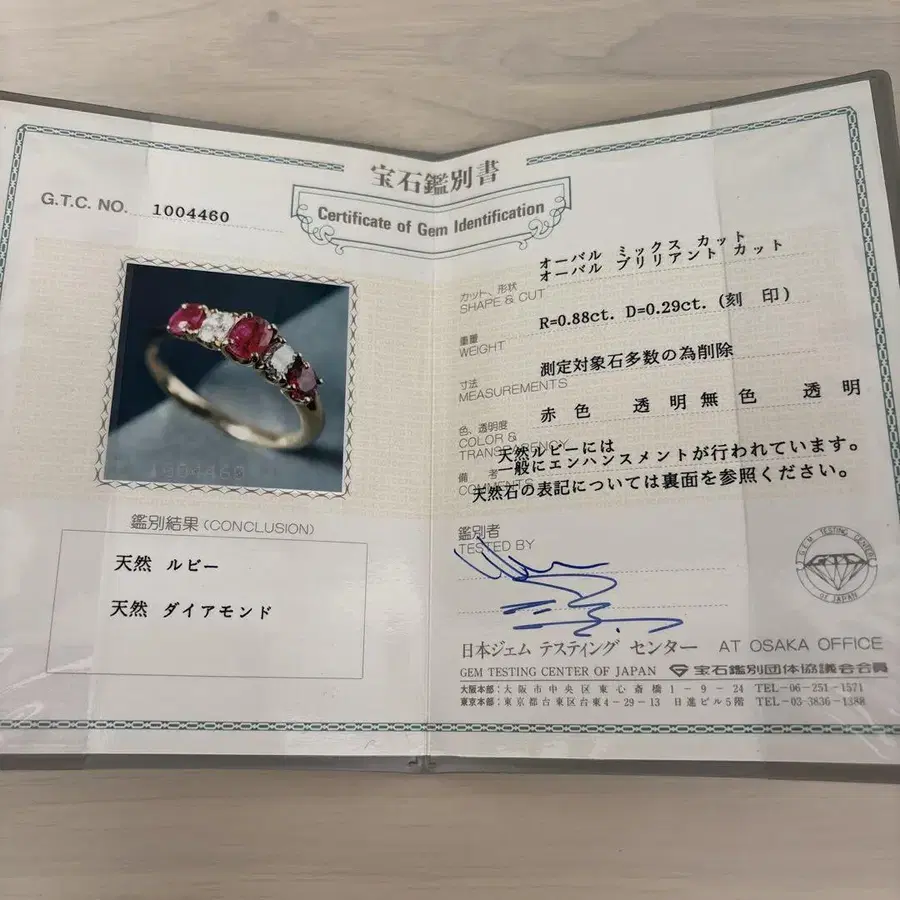 宝石鑑別書
Certificate of Gem Identification
G.T.C. NO. 1004460
1004460
鑑別結果 (CONCLUSION)
天然 ルビー
天然 ダイアモンド
オーバル ミックス カット
オーバル ブリリアント カット
カット、形状
SHAPE & CUT
R=0.88ct. D=0.29ct. (刻 印)
重量
WEIGHT
測定対象石多数の為削除
寸法
MEASUREMENTS
赤色 透明無色 透明
色、透明度
COLOR &
TRANSPARENCY
天然ルビーには
一般にエンハンスメントが行われています。
備考
COMMENTS
天然石の表記については裏面を参照ください。
鑑別者
TESTED BY
GEM TESTING CENTER
of JAPAN
日本ジェム テスティング センター AT OSAKA OFFICE
GEM TESTING CENTER OF JAPAN 宝石鑑別団体協議会会員
大阪本部:大阪市中央区東心斎橋1-9-24 TEL-06-251-1571
東京本部:東京都台東区台東4-29-13 日進ビル5階 TEL-03-3836-1388